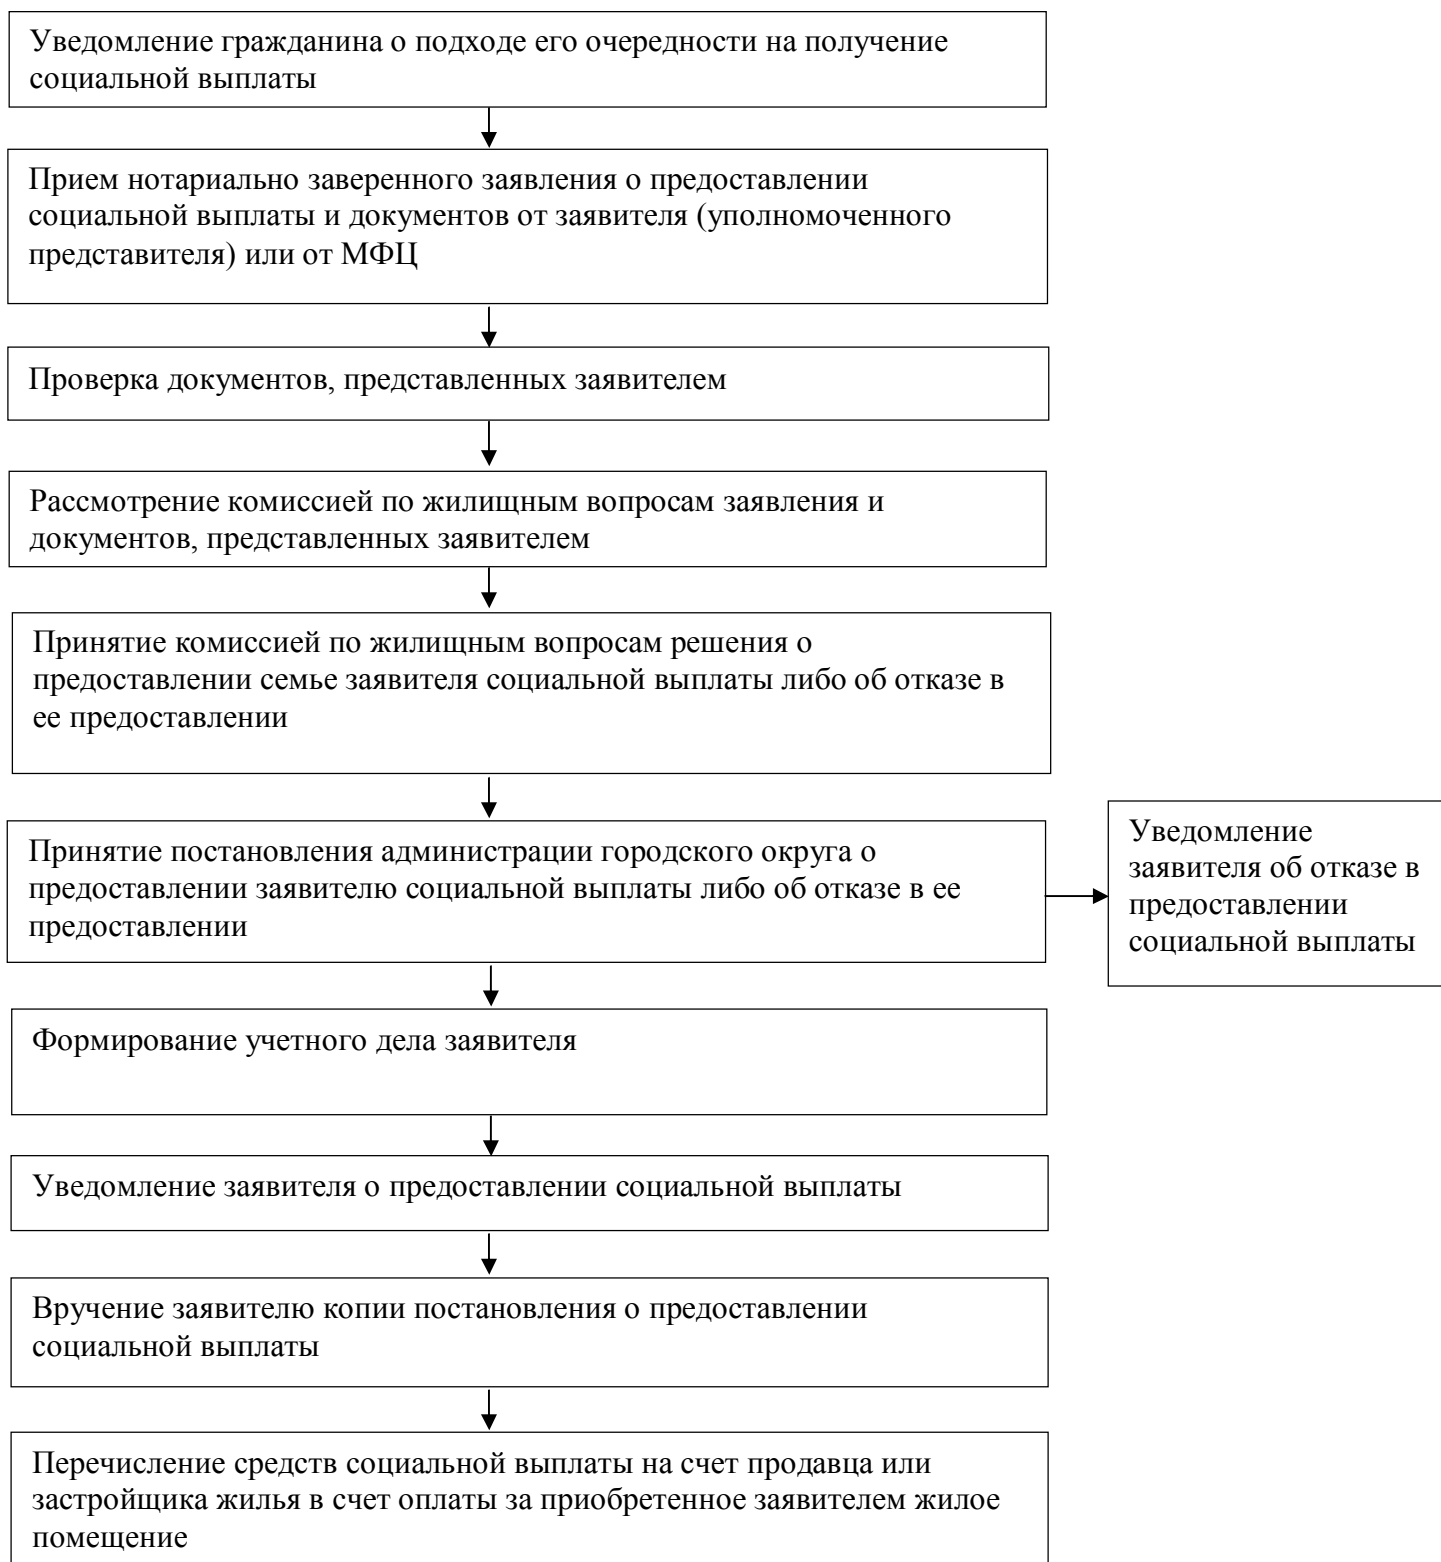 Уведомление гражданина о подходе его очередности на получение
социальной выплаты
Прием нотариально заверенного заявления о предоставлении
социальной выплаты и документов от заявителя (уполномоченного
представителя) или от МФЦ
Проверка документов, представленных заявителем
Рассмотрение комиссией по жилищным вопросам заявления и
документов, представленных заявителем
Принятие комиссией по жилищным вопросам решения о
предоставлении семье заявителя социальной выплаты либо об отказе в
ее предоставлении
Принятие постановления администрации городского округа о
предоставлении заявителю социальной выплаты либо об отказе в ее
предоставлении
Уведомление
заявителя об отказе в
предоставлении
социальной выплаты
Формирование учетного дела заявителя
Уведомление заявителя о предоставлении социальной выплаты
Вручение заявителю копии постановления о предоставлении
социальной выплаты
Перечисление средств социальной выплаты на счет продавца или
застройщика жилья в счет оплаты за приобретенное заявителем жилое
помещение